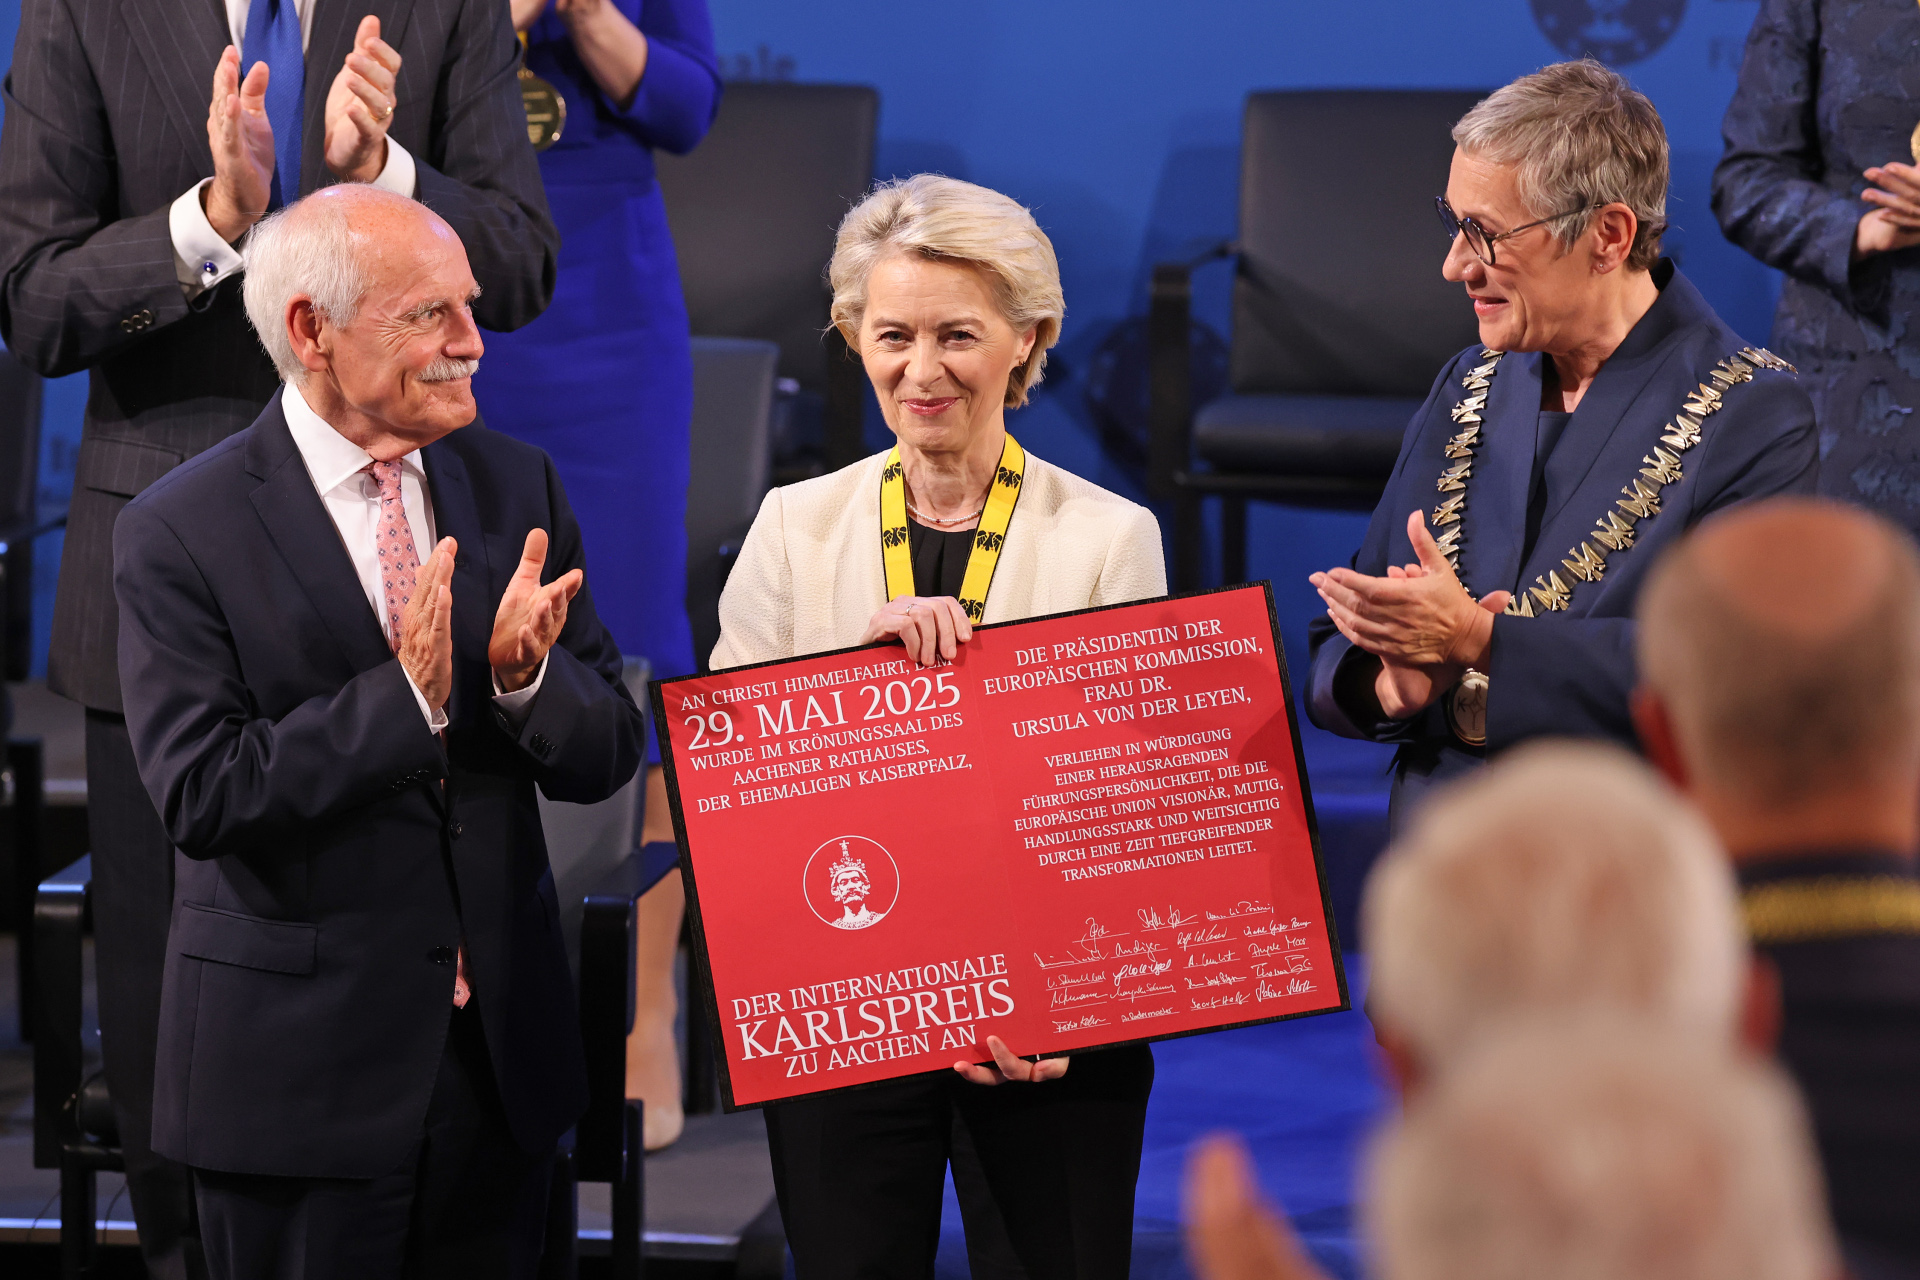 AN CHRISTI HIMMELFAHRT, DEM
29. MAI 2025
WURDE IM KRÖNUNGSSAAL DES
AACHENER RATHAUSES,
DER EHEMALIGEN KAISERPFALZ,
DER INTERNATIONALE
KARLSPREIS
ZU AACHEN AN
DIE PRÄSIDENTIN DER
EUROPÄISCHEN KOMMISSION,
FRAU DR.
URSULA VON DER LEYEN,
VERLIEHEN IN WÜRDIGUNG
EINER HERAUSRAGENDEN
FÜHRUNGSPERSÖNLICHKEIT, DIE DIE
EUROPÄISCHE UNION VISIONÄR, MUTIG,
HANDLUNGSSTARK UND WEITSICHTIG
DURCH EINE ZEIT TIEFGREIFENDER
TRANSFORMATIONEN LEITET.